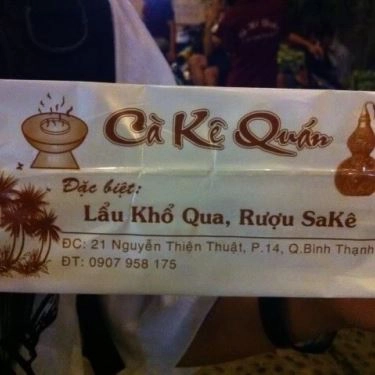 Cà Kê Quán
Đặc biệt:
Lẩu Khổ Qua, Rượu SaKê
ĐC: 21 Nguyễn Thiện Thuật, P.14, Q.Bình Thạnh
ĐT: 0907 958 175